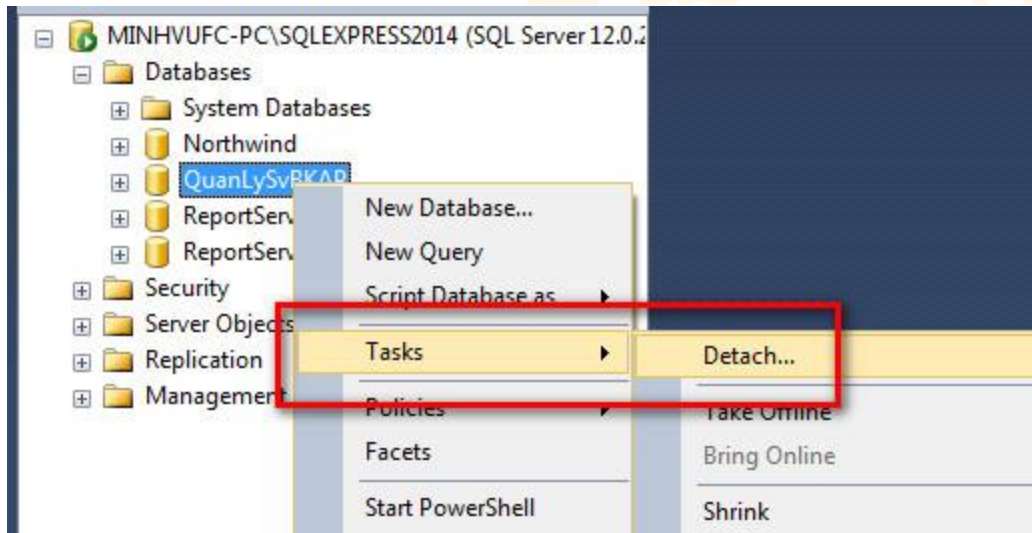 MINHVUFC-PC\SQLEXPRESS2014 (SQL Server 12.0.2
Databases
System Databases
Northwind
QuanLySvBKAP
ReportServ
ReportServ
Security
Server Objects
Replication
Management
New Database...
New Query
Script Database as
Tasks
Policies
Facets
Start PowerShell
Detach...
Take Offline
Bring Online
Shrink